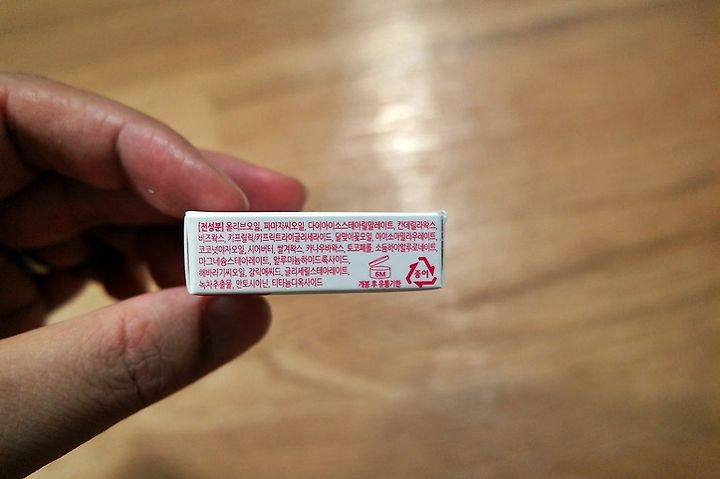 [전성분] 올리브오일, 피마자씨오일, 다이아이소스테아릴말레이트, 칸데릴라왁스,
비즈왁스, 카프릴릭/카프릭트라이글리세라이드, 달맞이꽃오일, 아이소아밀라우레이트,
코코넛야자오일, 시어버터, 쌀겨왁스, 카나우바왁스, 토코페롤, 소듐하이알루로네이트,
마그네슘스테아레이트, 알루미늄하이드록사이드,
해바라기씨오일, 갈릭애씨드, 글리세릴스테아레이트,
녹차추출물, 안토시아닌, 티타늄디옥사이드
6M
개봉 후 유통기한
종이